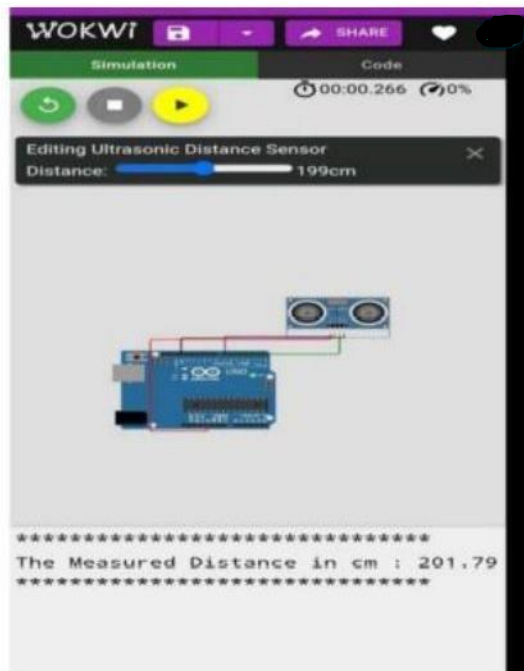 WOKWi
SHARE
Simulation
Code
00:00.266
0%
Editing Ultrasonic Distance Sensor
Distance:
199cm
UNO
*******************************
The Measured Distance in cm : 201.79
*******************************